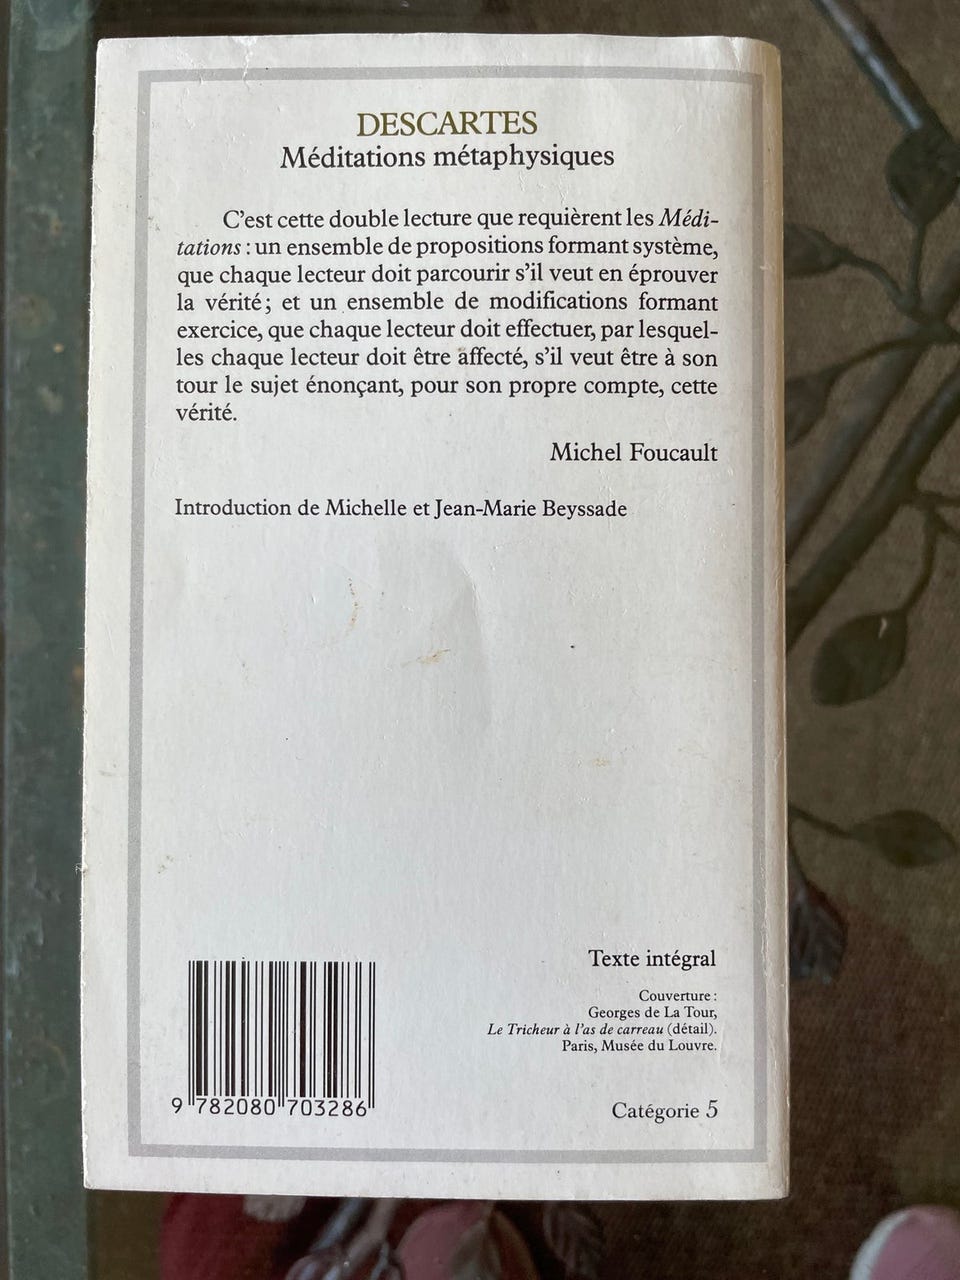 DESCARTES
Méditations métaphysiques
C'est cette double lecture que requièrent les Médi-
tations : un ensemble de propositions formant système,
que chaque lecteur doit parcourir s'il veut en éprouver
la vérité ; et un ensemble de modifications formant
exercice, que chaque lecteur doit effectuer, par lesquel-
les chaque lecteur doit être affecté, s'il veut être à son
tour le sujet énonçant, pour son propre compte, cette
vérité.
Michel Foucault
Introduction de Michelle et Jean-Marie Beyssade
Texte intégral
Couverture :
Georges de La Tour,
Le Tricheur à l'as de carreau (détail).
Paris, Musée du Louvre.
9 782080 703286
Catégorie 5